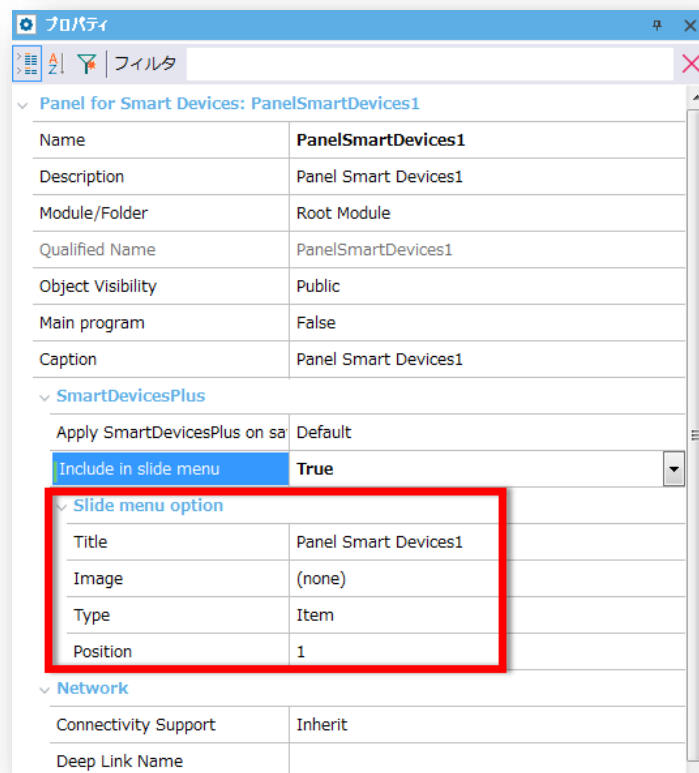 プロパティ
フィルタ
Panel for Smart Devices: PanelSmartDevices1
Name PanelSmartDevices1
Description Panel Smart Devices1
Module/Folder Root Module
Qualified Name PanelSmartDevices1
Object Visibility Public
Main program False
Caption Panel Smart Devices1
SmartDevicesPlus
Apply SmartDevicesPlus on sa Default
Include in slide menu True
Slide menu option
Title Panel Smart Devices1
Image (none)
Type Item
Position 1
Network
Connectivity Support Inherit
Deep Link Name